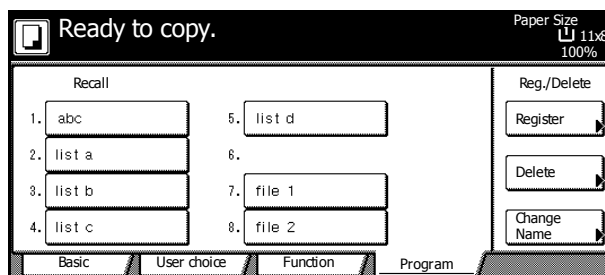 Ready to copy.
Paper Size
11x8
100%
Recall
1. abc
2. list a
3. list b
4. list c
5. list d
6.
7. file 1
8. file 2
Reg./Delete
Register
Delete
Change
Name
Basic
User choice
Function
Program